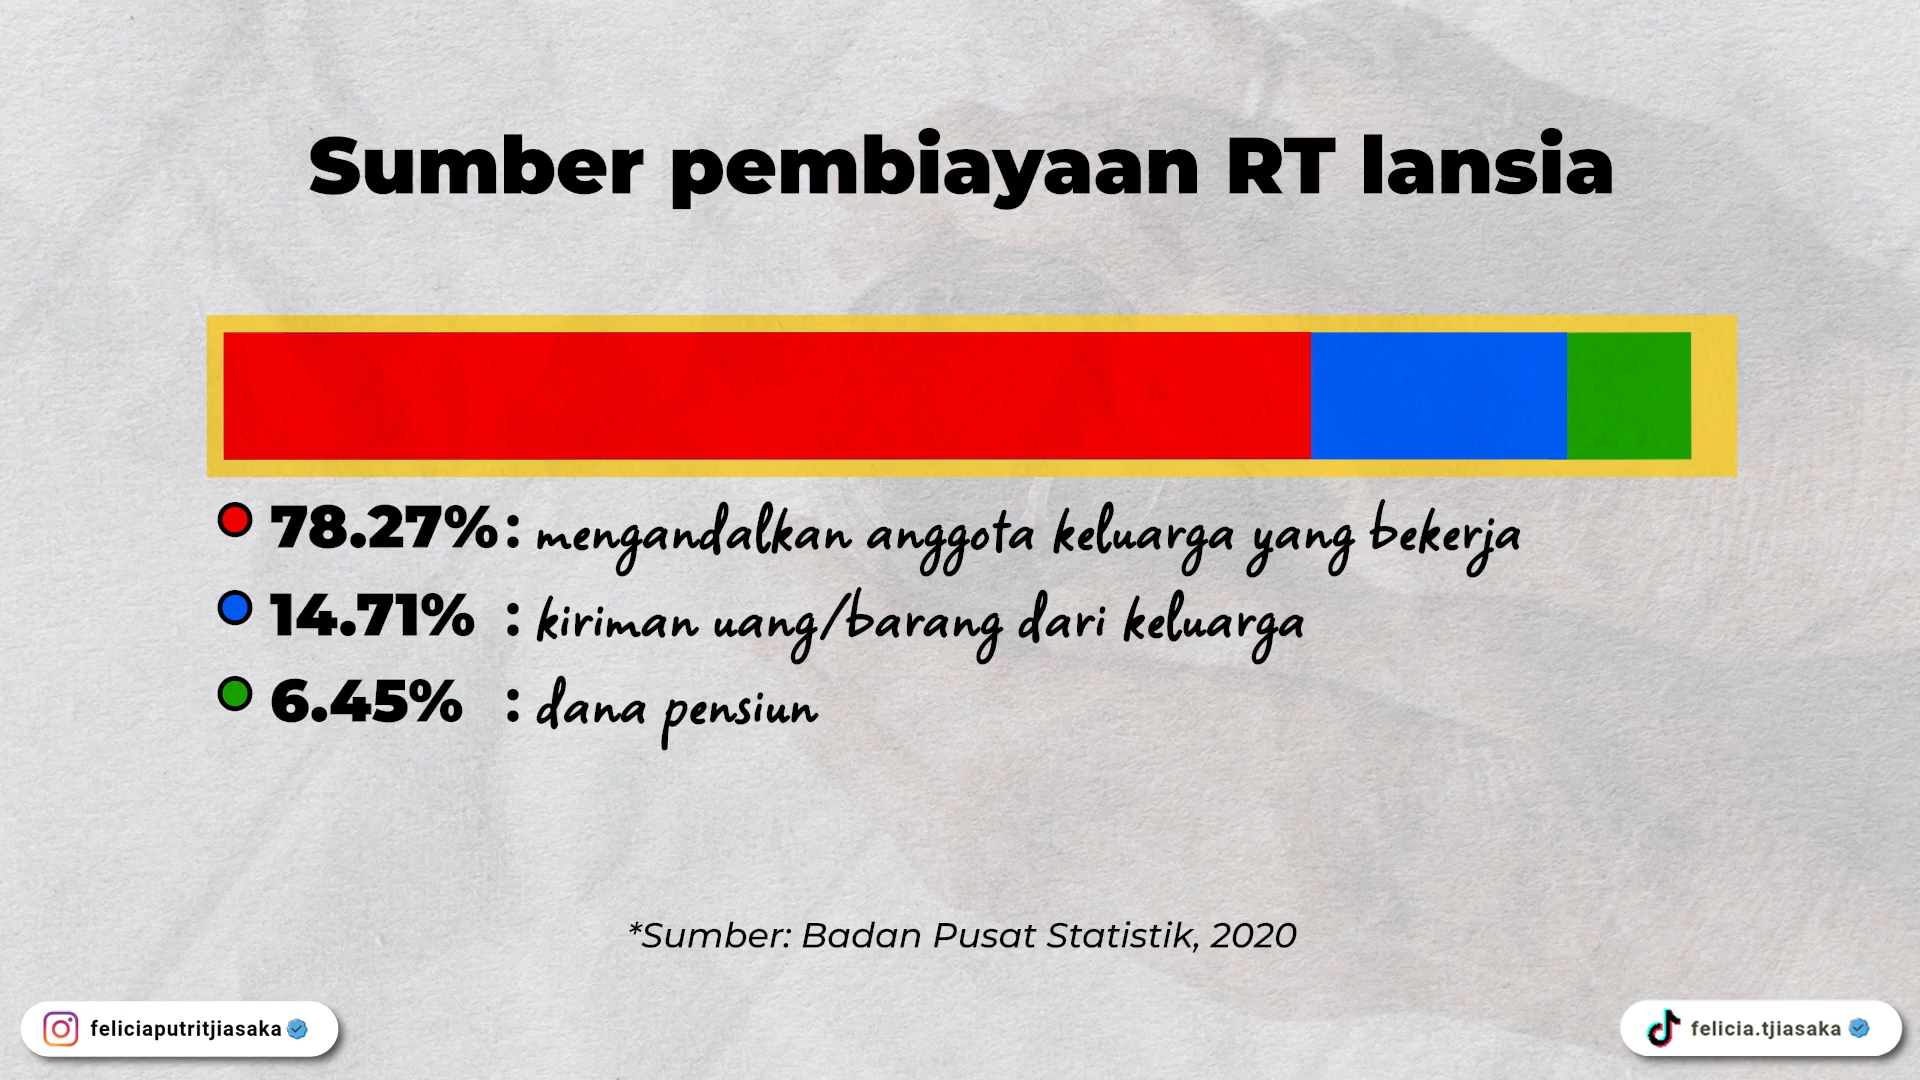 Sumber pembiayaan RT lansia
78.27% : mengandalkan anggota keluarga yang bekerja
14.71% : kiriman uang/barang dari keluarga
6.45% : dana pensiun
*Sumber: Badan Pusat Statistik, 2020
feliciaputritjiasaka
felicia.tjiasaka